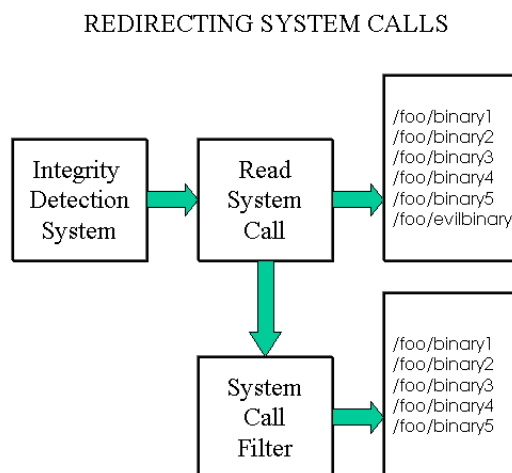 REDIRECTING SYSTEM CALLS
Integrity
Detection
System
Read
System
Call
/foo/binary1
/foo/binary2
/foo/binary3
/foo/binary4
/foo/binary5
/foo/evilbinary
System
Call
Filter
/foo/binary1
/foo/binary2
/foo/binary3
/foo/binary4
/foo/binary5